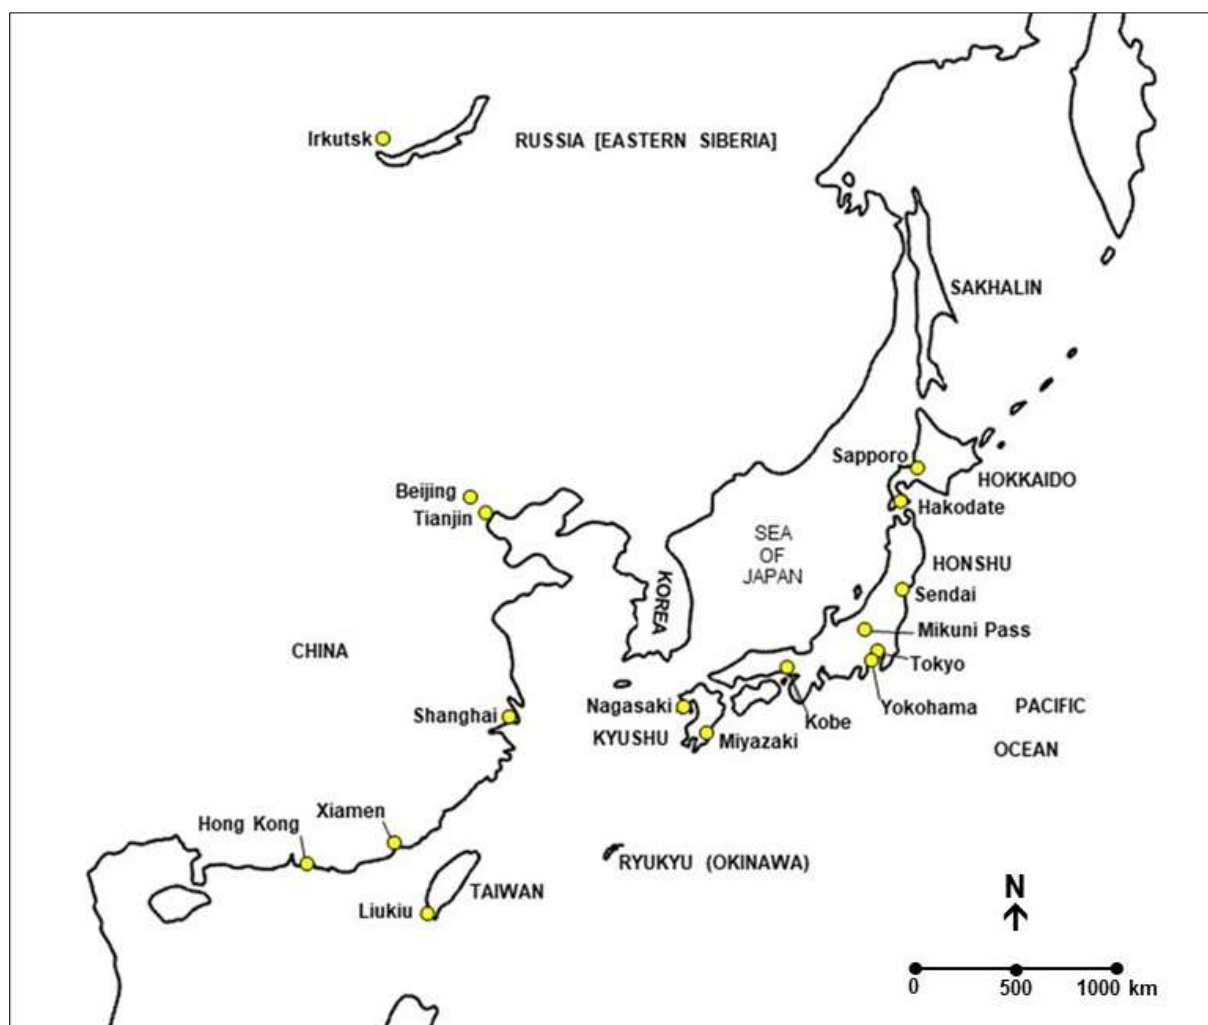 Irkutsk
RUSSIA [EASTERN SIBERIA]
SAKHALIN
Sapporo
HOKKAIDO
Beijing
Hakodate
Tianjin
SEA
OF
JAPAN
HONSHU
KOREA
Sendai
Mikuni Pass
CHINA
Tokyo
Nagasaki
Yokohama
PACIFIC
Shanghai
Kobe
KYUSHU
Miyazaki
OCEAN
Xiamen
Hong Kong
RYUKYU (OKINAWA)
TAIWAN
Liukiu
N
0 500 1000 km